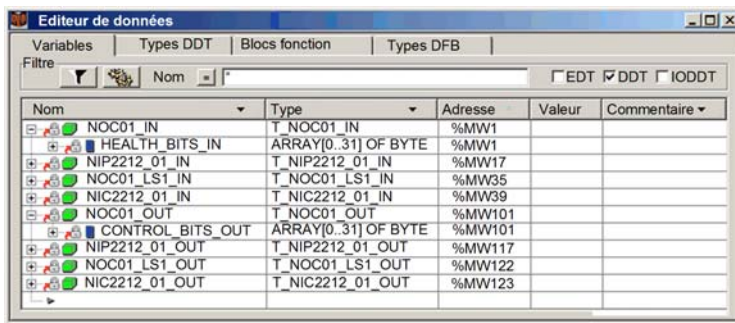 Editeur de données
Variables Types DDT Blocs fonction Types DFB
Filtre
Nom = * EDT DDT IODDT
Nom Type Adresse Valeur Commentaire
NOC01_IN T_NOC01_IN %MW1
HEALTH_BITS_IN ARRAY[0..31] OF BYTE %MW1
NIP2212_01_IN T_NIP2212_01_IN %MW17
NOC01_LS1_IN T_NOC01_LS1_IN %MW35
NIC2212_01_IN T_NIC2212_01_IN %MW39
NOC01_OUT T_NOC01_OUT %MW101
CONTROL_BITS_OUT ARRAY[0..31] OF BYTE %MW101
NIP2212_01_OUT T_NIP2212_01_OUT %MW117
NOC01_LS1_OUT T_NOC01_LS1_OUT %MW122
NIC2212_01_OUT T_NIC2212_01_OUT %MW123